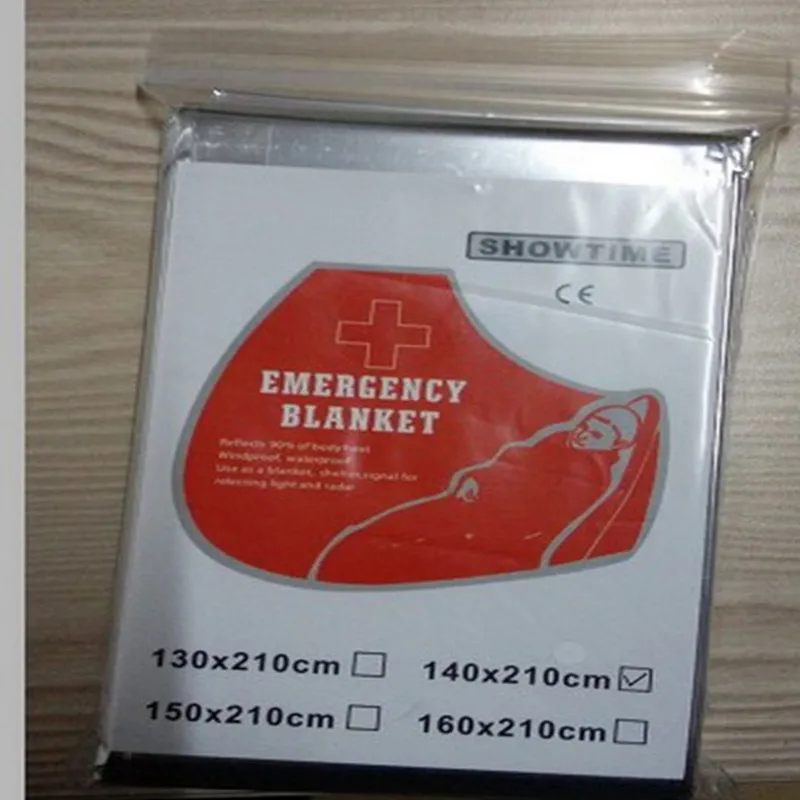 SHOWTIME
CE
EMERGENCY
BLANKET
Reflects 90% of body heat
Windproof, waterproof
Use as a blanket, shelter, signal for
reflecting light and radar
130x210cm
140x210cm
150x210cm
160x210cm